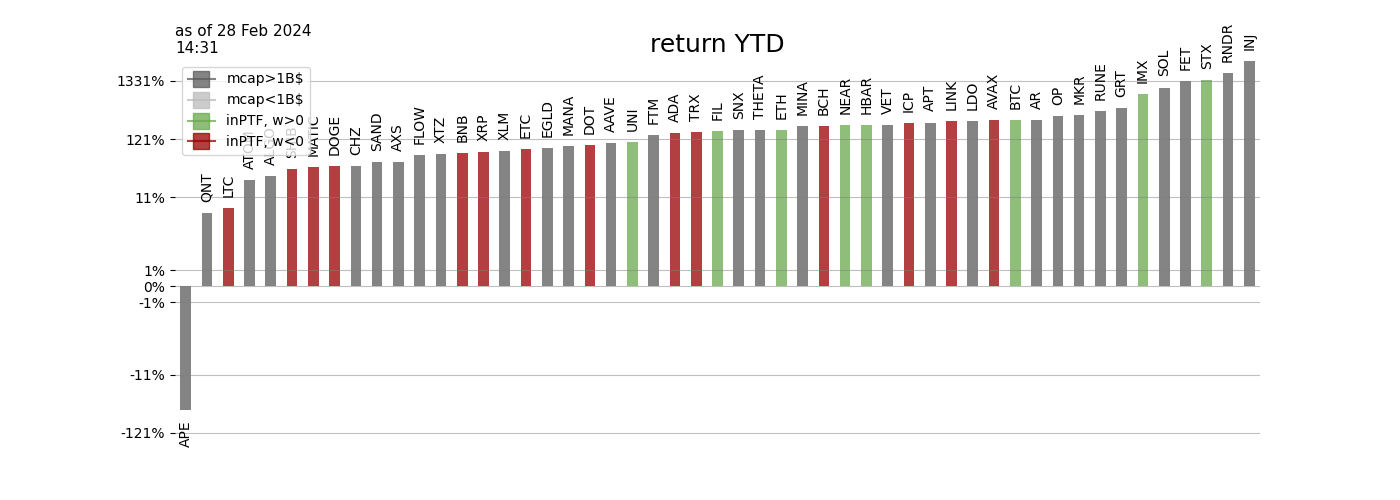 as of 28 Feb 2024
14:31
return YTD
mcap>1B$
mcap<1B$
inPTF, w>0
inPTF, w<0
1331%
121%
11%
1%
0%
-1%
-11%
-121%
APE
QNT
LTC
MATIC
DOGE
CHZ
SAND
AXS
FLOW
XTZ
BNB
XRP
XLM
ETC
EGLD
MANA
DOT
AAVE
UNI
FTM
ADA
TRX
FIL
SNX
THETA
ETH
MINA
BCH
NEAR
HBAR
VET
ICP
APT
LINK
LDO
AVAX
BTC
AR
OP
MKR
RUNE
GRT
IMX
SOL
FET
STX
RNDR
INJ